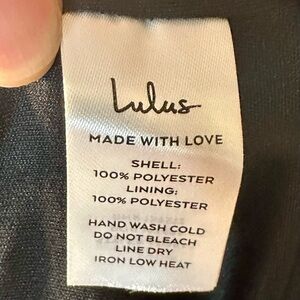 Lulus
MADE WITH LOVE
SHELL:
100% POLYESTER
LINING:
100% POLYESTER
HAND WASH COLD
DO NOT BLEACH
LINE DRY
IRON LOW HEAT